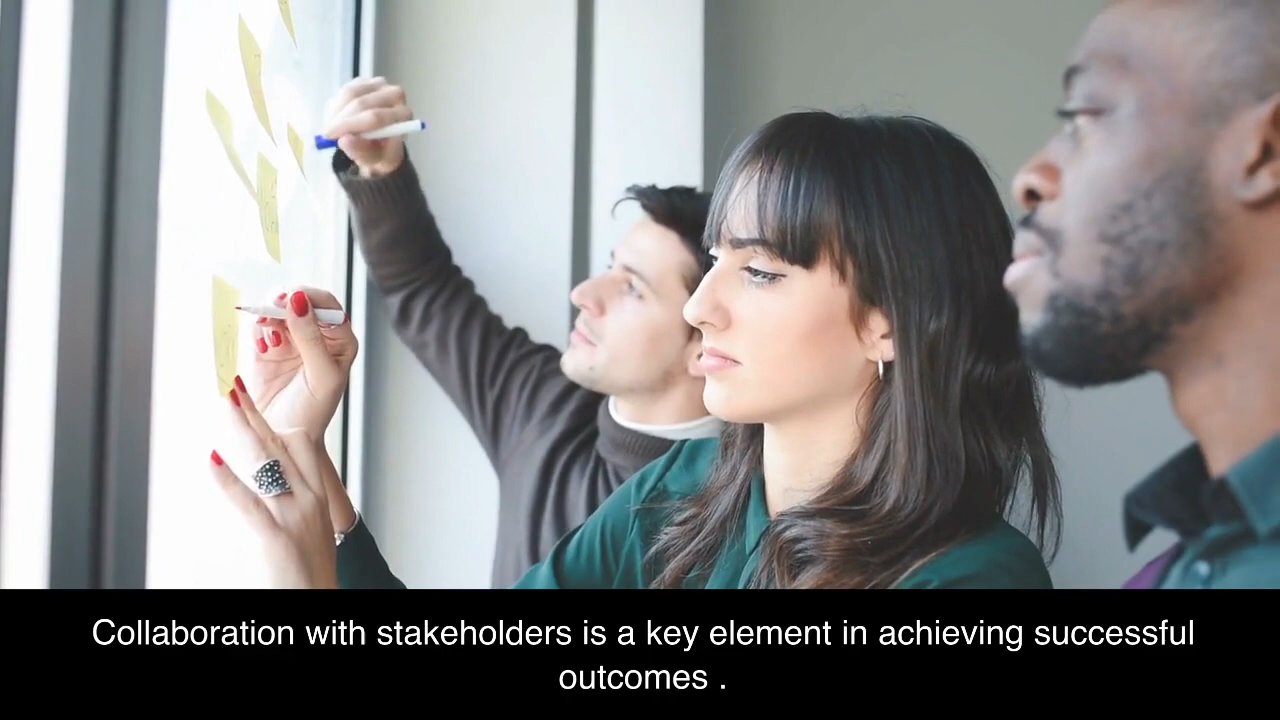 Collaboration with stakeholders is a key element in achieving successful
outcomes .